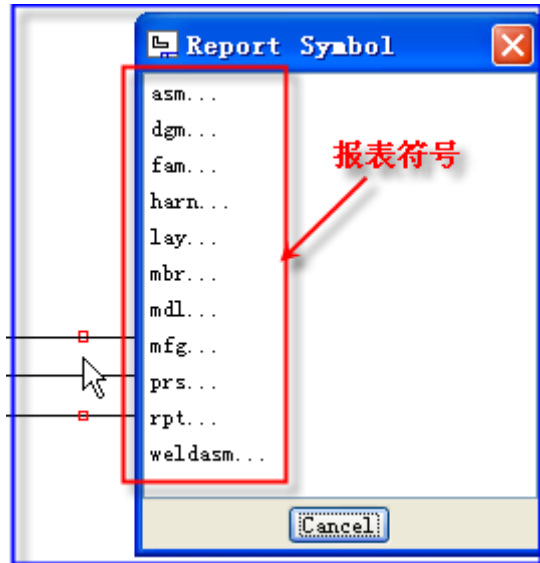 Report Symbol
asm...
dgm...
fam...
harn...
lay...
mbr...
mdl...
mfg...
prs...
rpt...
weldasm...
报表符号
Cancel